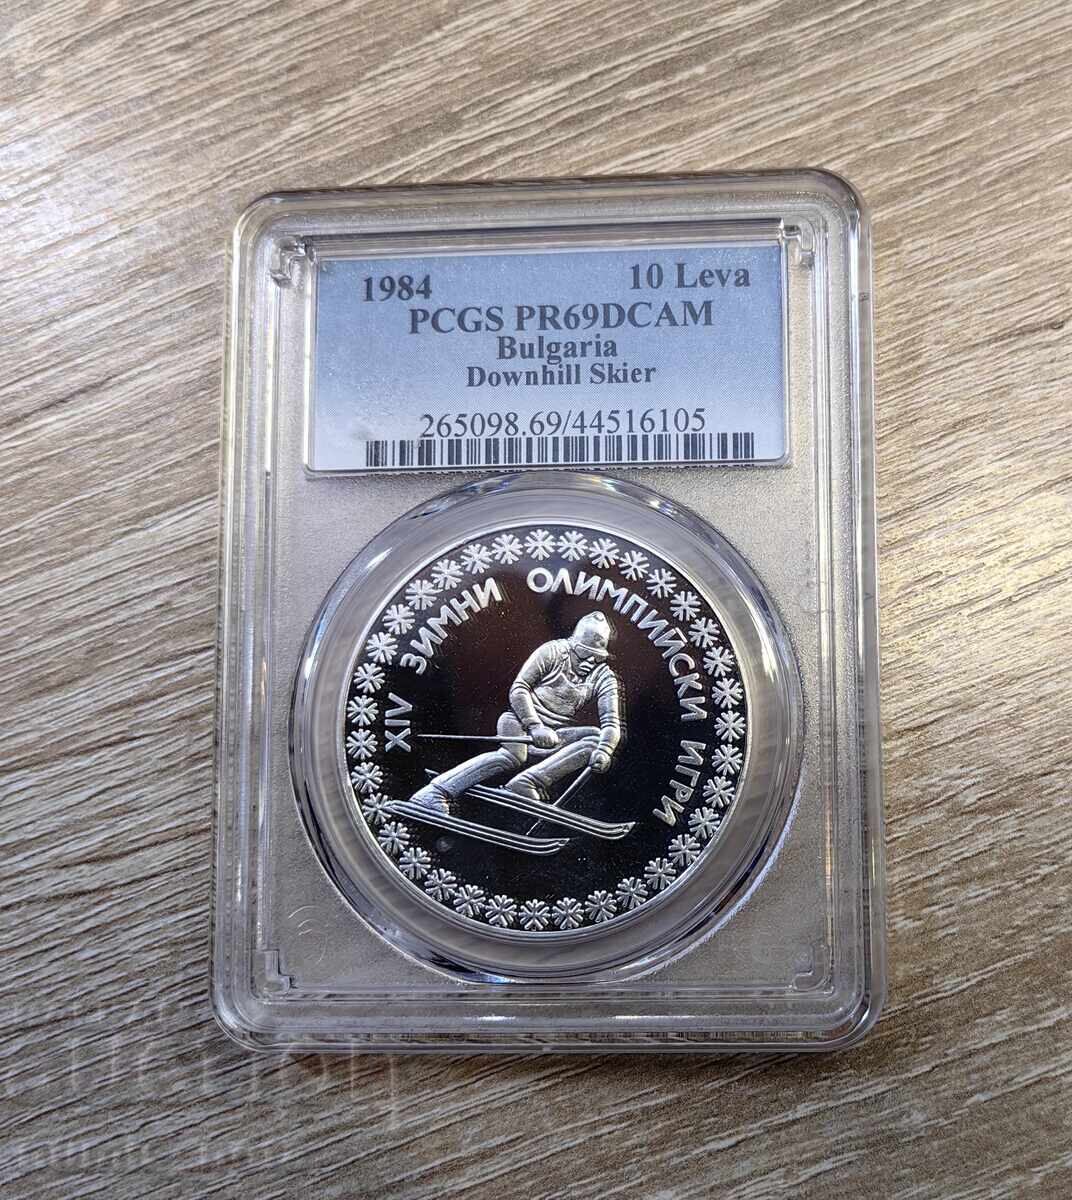 1984 10 Leva
PCGS PR69DCAM
Bulgaria
Downhill Skier
265098.69/44516105
XIV ЗИМНИ ОЛИМПИЙСКИ ИГРИ